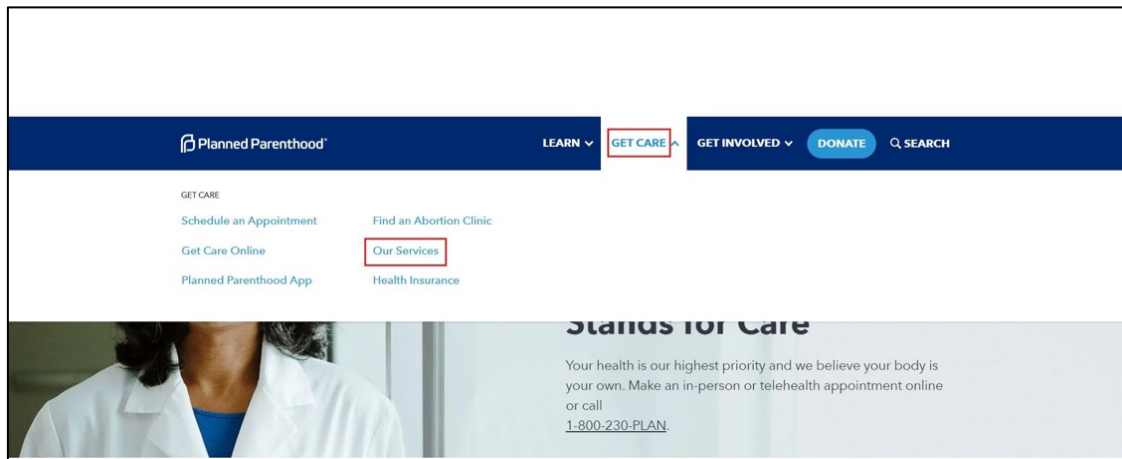 Planned Parenthood®
LEARN
GET CARE
GET INVOLVED
DONATE
SEARCH
GET CARE
Schedule an Appointment
Find an Abortion Clinic
Get Care Online
Our Services
Planned Parenthood App
Health Insurance
Stands for Care
Your health is our highest priority and we believe your body is
your own. Make an in-person or telehealth appointment online
or call
1-800-230-PLAN.